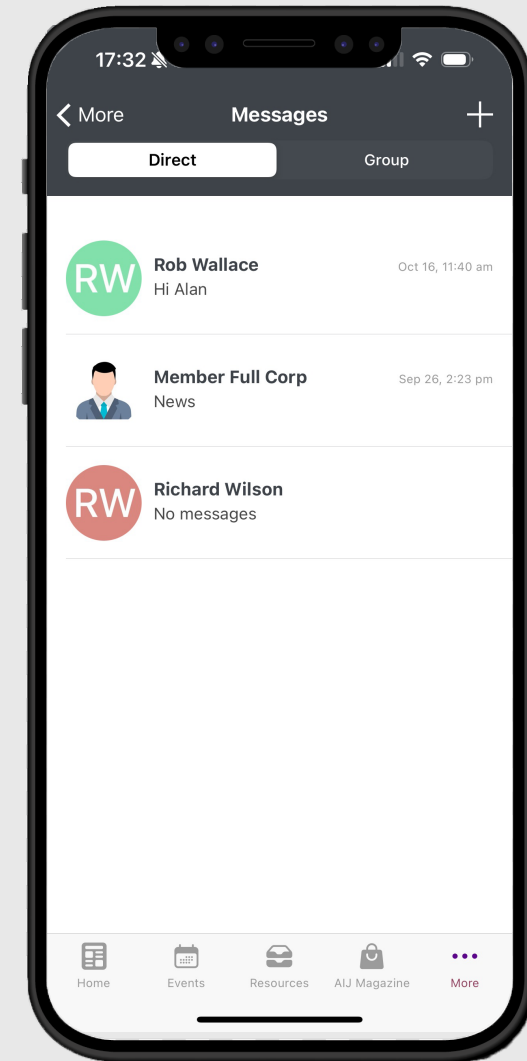 17:32
More
Messages
Direct
Group
RW
Rob Wallace
Oct 16, 11:40 am
Hi Alan
Member Full Corp
Sep 26, 2:23 pm
News
RW
Richard Wilson
No messages
Home
Events
Resources
AIJ Magazine
More